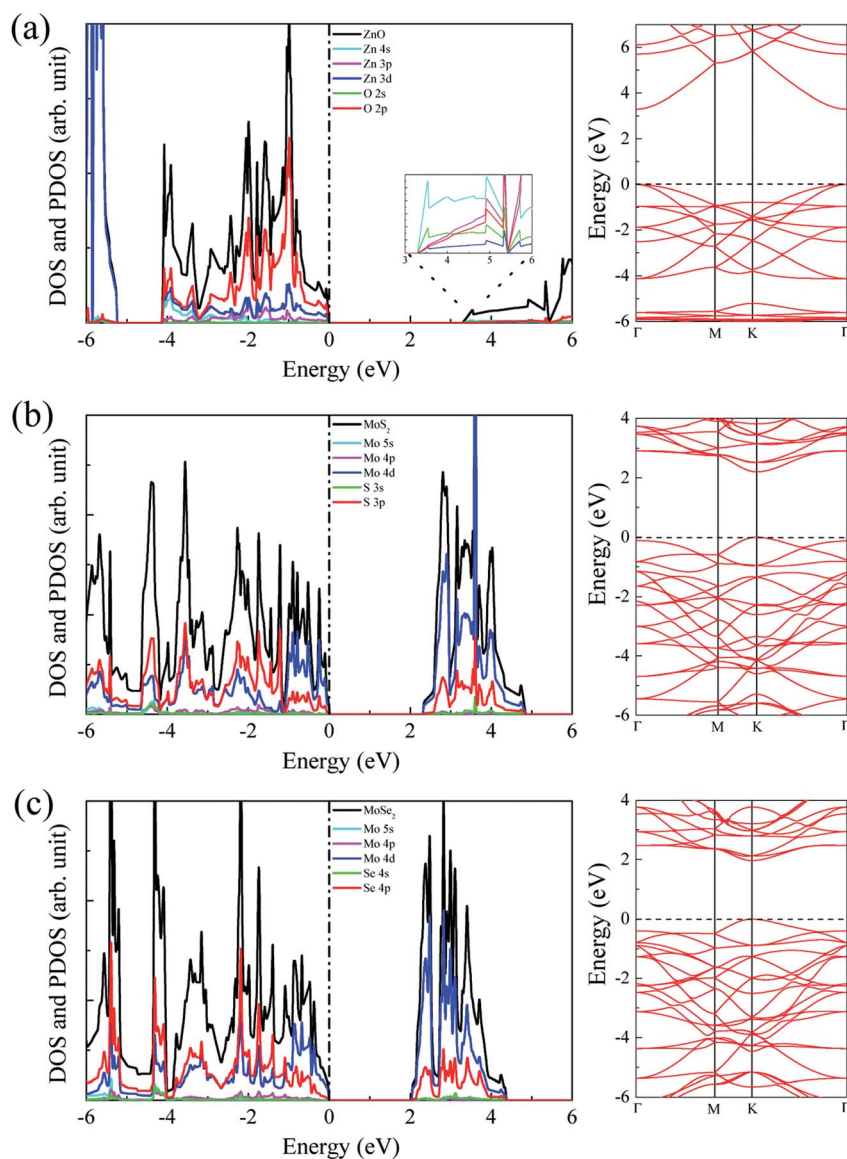 (a)
DOS and PDOS (arb. unit)
ZnO
Zn 4s
Zn 3p
Zn 3d
O 2s
O 2p
3 4 5 6
-6 -4 -2 0 2 4 6
Energy (eV)
Energy (eV)
6
4
2
0
-2
-4
-6
Γ M K Γ
(b)
DOS and PDOS (arb. unit)
MoS₂
Mo 5s
Mo 4p
Mo 4d
S 3s
S 3p
-6 -4 -2 0 2 4 6
Energy (eV)
Energy (eV)
4
2
0
-2
-4
-6
Γ M K Γ
(c)
DOS and PDOS (arb. unit)
MoSe₂
Mo 5s
Mo 4p
Mo 4d
Se 4s
Se 4p
-6 -4 -2 0 2 4 6
Energy (eV)
Energy (eV)
4
2
0
-2
-4
-6
Γ M K Γ